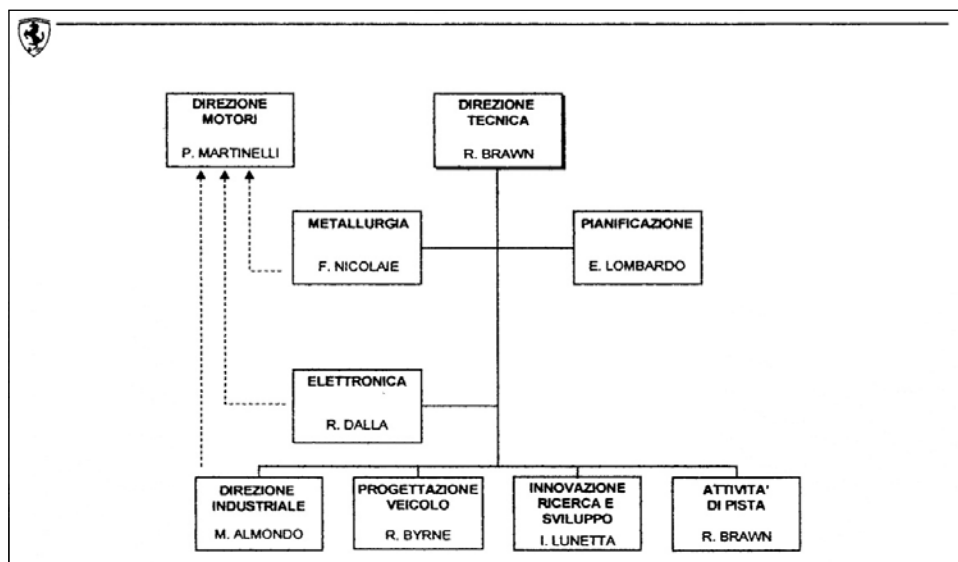 DIREZIONE
MOTORI
P. MARTINELLI
DIREZIONE
TECNICA
R. BRAWN
METALLURGIA
F. NICOLAIE
PIANIFICAZIONE
E. LOMBARDO
ELETTRONICA
R. DALLA
DIREZIONE
INDUSTRIALE
M. ALMONDO
PROGETTAZIONE
VEICOLO
R. BYRNE
INNOVAZIONE
RICERCA E
SVILUPPO
I. LUNETTA
ATTIVITA'
DI PISTA
R. BRAWN